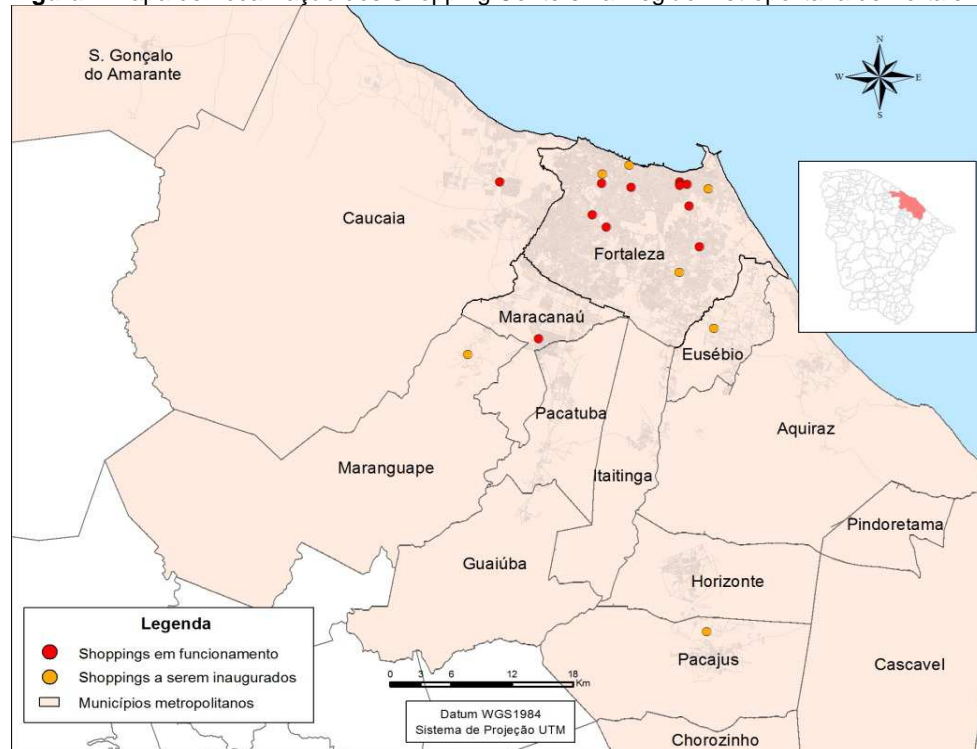 N
W E
S
S. Gonçalo
do Amarante
Caucaia
Fortaleza
Maracanaú
Eusébio
Pacatuba
Aquiraz
Maranguape
Itaitinga
Pindoretama
Guaiúba
Horizonte
Pacajus
Cascavel
Chorozinho
Legenda
Shoppings em funcionamento
Shoppings a serem inaugurados
Municípios metropolitanos
0 3 6 12 18
Km
Datum WGS1984
Sistema de Projeção UTM